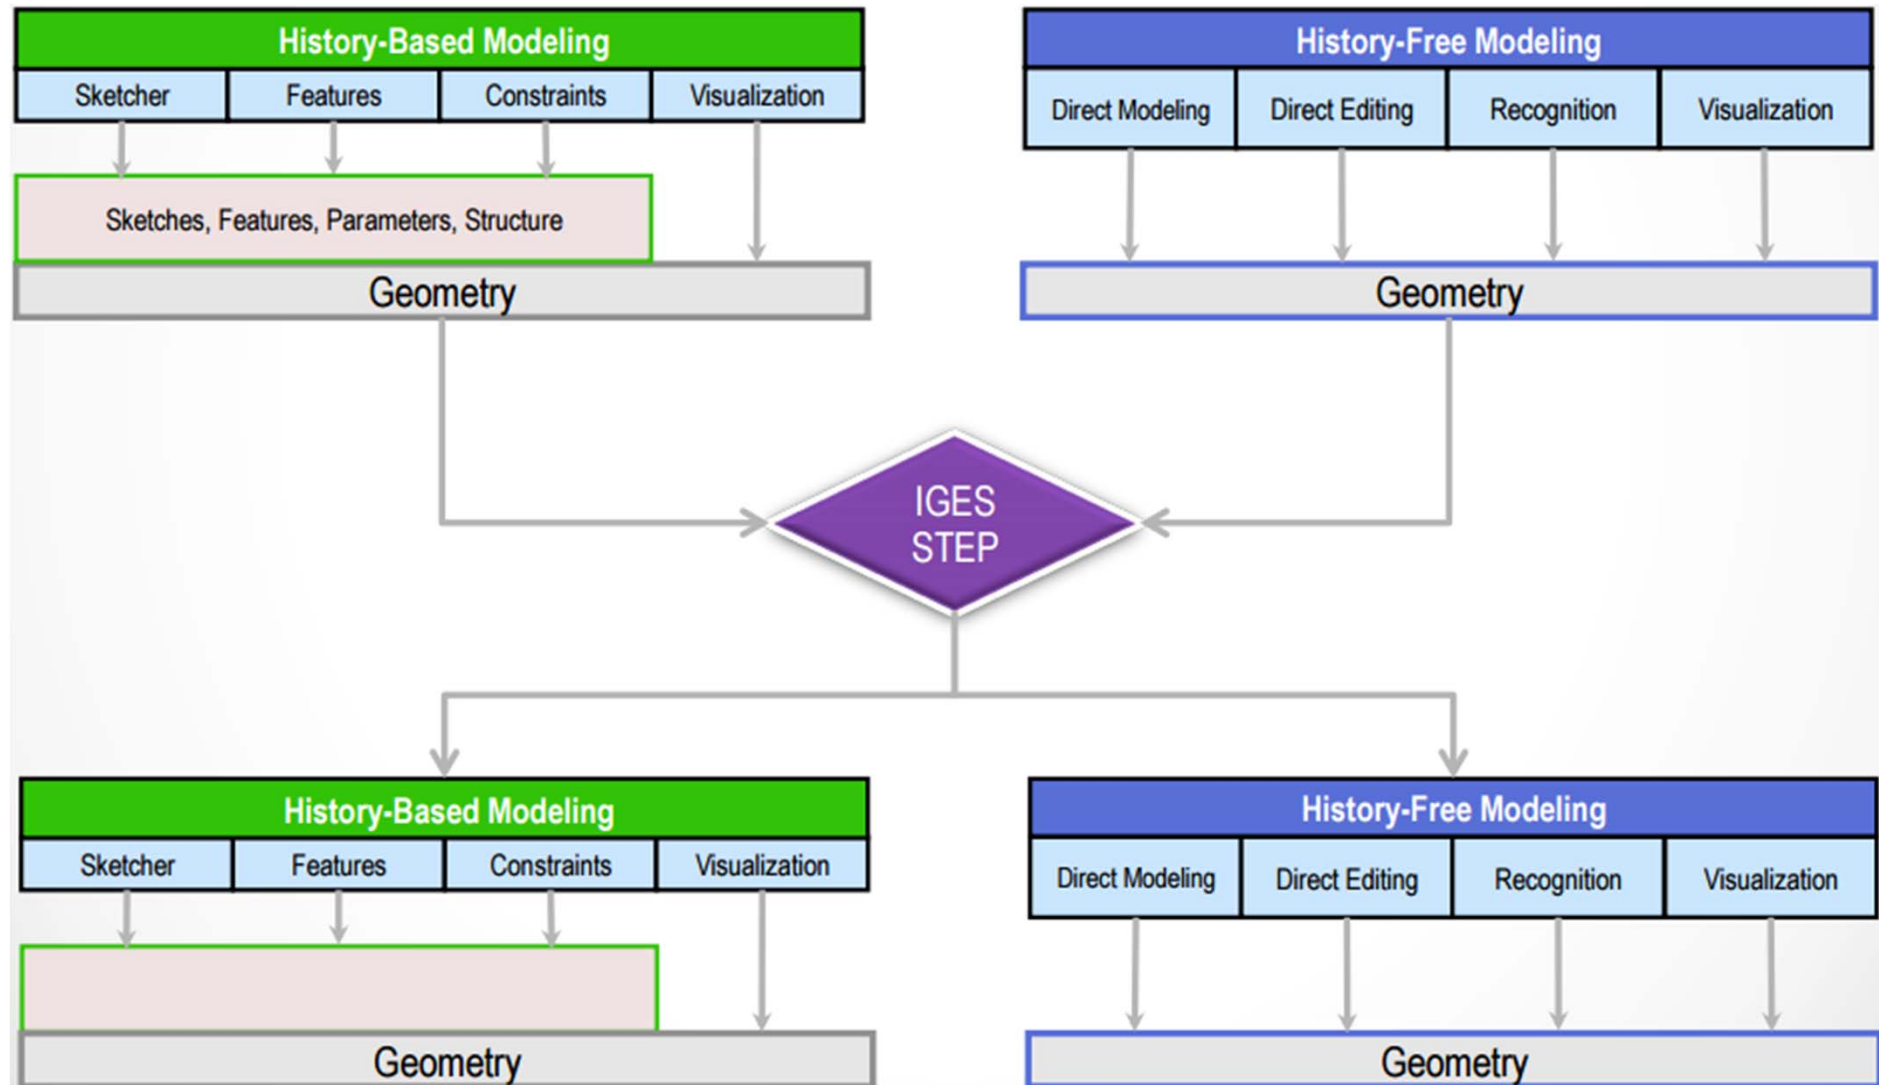 History-Based Modeling
Sketcher Features Constraints Visualization
Sketches, Features, Parameters, Structure
Geometry
History-Free Modeling
Direct Modeling Direct Editing Recognition Visualization
Geometry
IGES
STEP
History-Based Modeling
Sketcher Features Constraints Visualization
Geometry
History-Free Modeling
Direct Modeling Direct Editing Recognition Visualization
Geometry